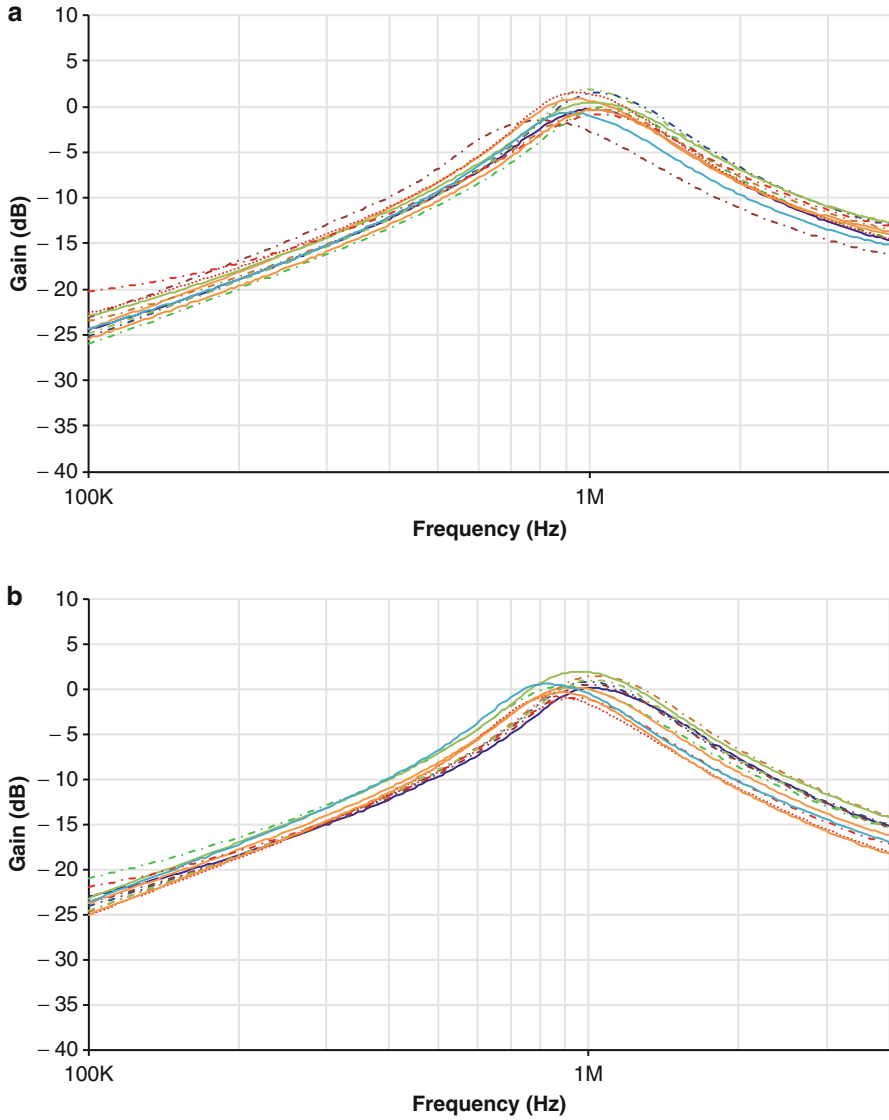 a
10
5
0
– 5
– 10
– 15
– 20
– 25
– 30
– 35
– 40
Gain (dB)
100K
1M
Frequency (Hz)
b
10
5
0
– 5
– 10
– 15
– 20
– 25
– 30
– 35
– 40
Gain (dB)
100K
1M
Frequency (Hz)